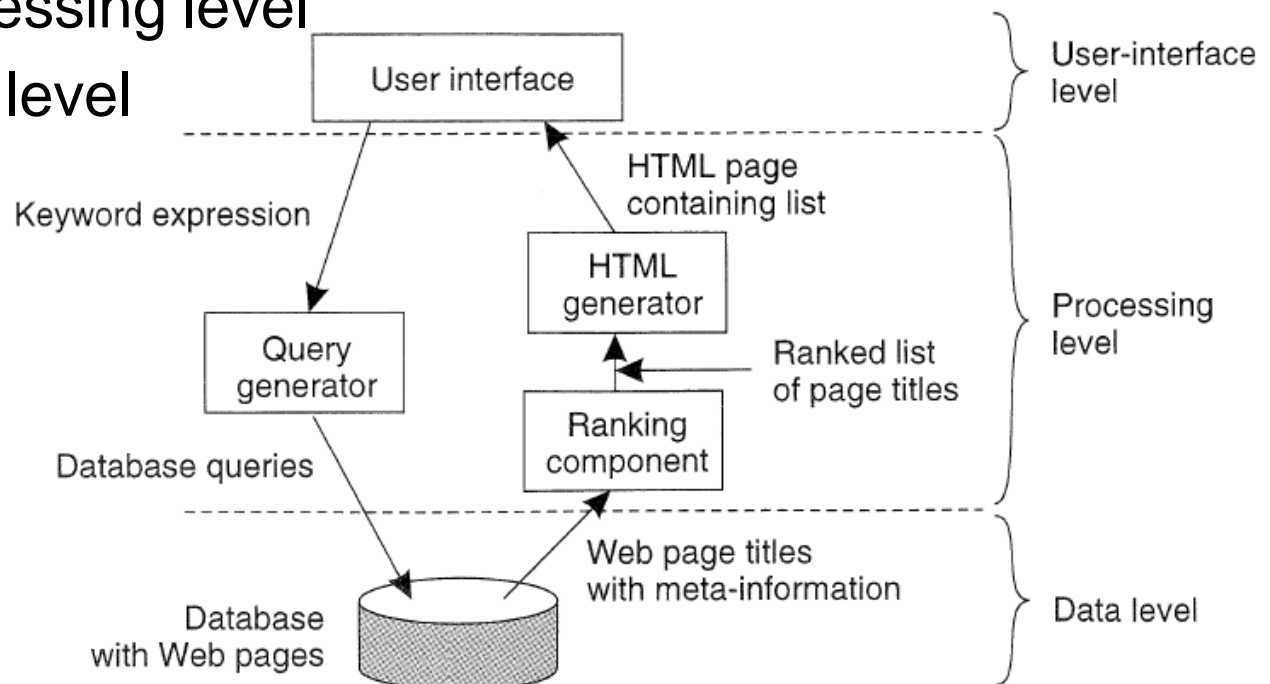 essing level
level
User interface
User-interface
level
HTML page
containing list
Keyword expression
HTML
generator
Processing
level
Query
generator
Ranked list
of page titles
Ranking
component
Database queries
Web page titles
with meta-information
Database
with Web pages
Data level